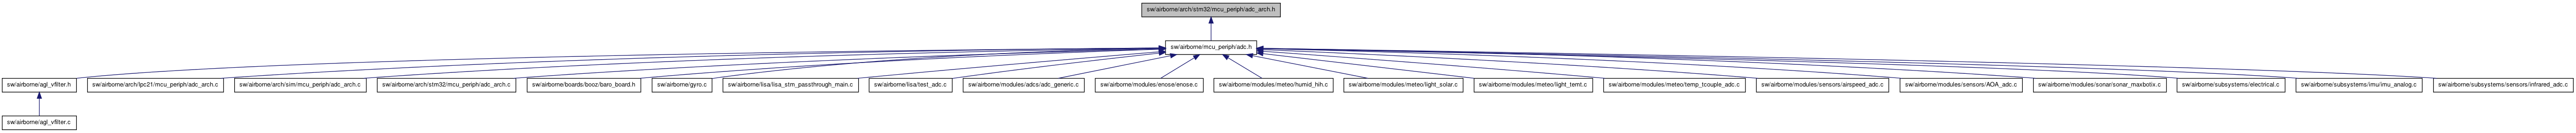 sw/airborne/arch/stm32/mcu_periph/adc_arch.h
sw/airborne/mcu_periph/adc.h
sw/airborne/agl_vfilter.h
sw/airborne/arch/lpc21/mcu_periph/adc_arch.c
sw/airborne/arch/sim/mcu_periph/adc_arch.c
sw/airborne/arch/stm32/mcu_periph/adc_arch.c
sw/airborne/boards/booz/baro_board.h
sw/airborne/gyro.c
sw/airborne/lisa/lisa_stm_passthrough_main.c
sw/airborne/lisa/test_adc.c
sw/airborne/modules/adcs/adc_generic.c
sw/airborne/modules/enose/enose.c
sw/airborne/modules/meteo/humid_hih.c
sw/airborne/modules/meteo/light_solar.c
sw/airborne/modules/meteo/light_temt.c
sw/airborne/modules/meteo/temp_tcouple_adc.c
sw/airborne/modules/sensors/airspeed_adc.c
sw/airborne/modules/sensors/AOA_adc.c
sw/airborne/modules/sonar/sonar_maxbotix.c
sw/airborne/subsystems/electrical.c
sw/airborne/subsystems/imu/imu_analog.c
sw/airborne/subsystems/sensors/infrared_adc.c
sw/airborne/agl_vfilter.c